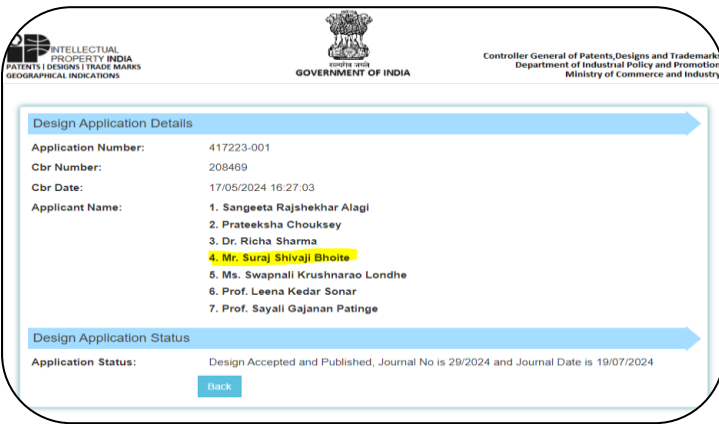 INTELLECTUAL
PROPERTY INDIA
PATENTS | DESIGNS | TRADE MARKS
GEOGRAPHICAL INDICATIONS
सत्यमेव जयते
GOVERNMENT OF INDIA
Controller General of Patents,Designs and Trademarks
Department of Industrial Policy and Promotion
Ministry of Commerce and Industry
Design Application Details
Application Number: 417223-001
Cbr Number: 208469
Cbr Date: 17/05/2024 16:27:03
Applicant Name: 1. Sangeeta Rajshekhar Alagi
2. Prateeksha Chouksey
3. Dr. Richa Sharma
4. Mr. Suraj Shivaji Bhoite
5. Ms. Swapnali Krushnarao Londhe
6. Prof. Leena Kedar Sonar
7. Prof. Sayali Gajanan Patinge
Design Application Status
Application Status: Design Accepted and Published, Journal No is 29/2024 and Journal Date is 19/07/2024
Back